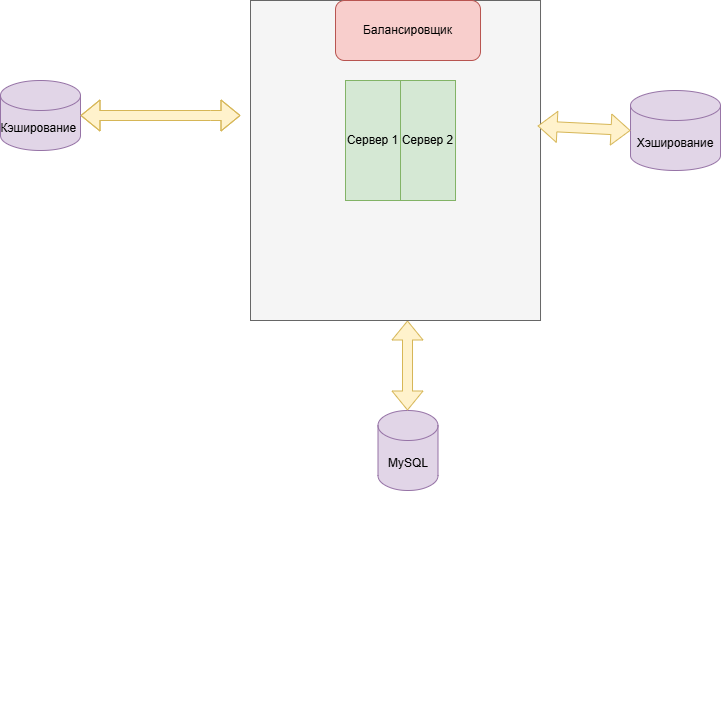 Балансировщик
Кэширование
Сервер 1
Сервер 2
Хэширование
MySQL